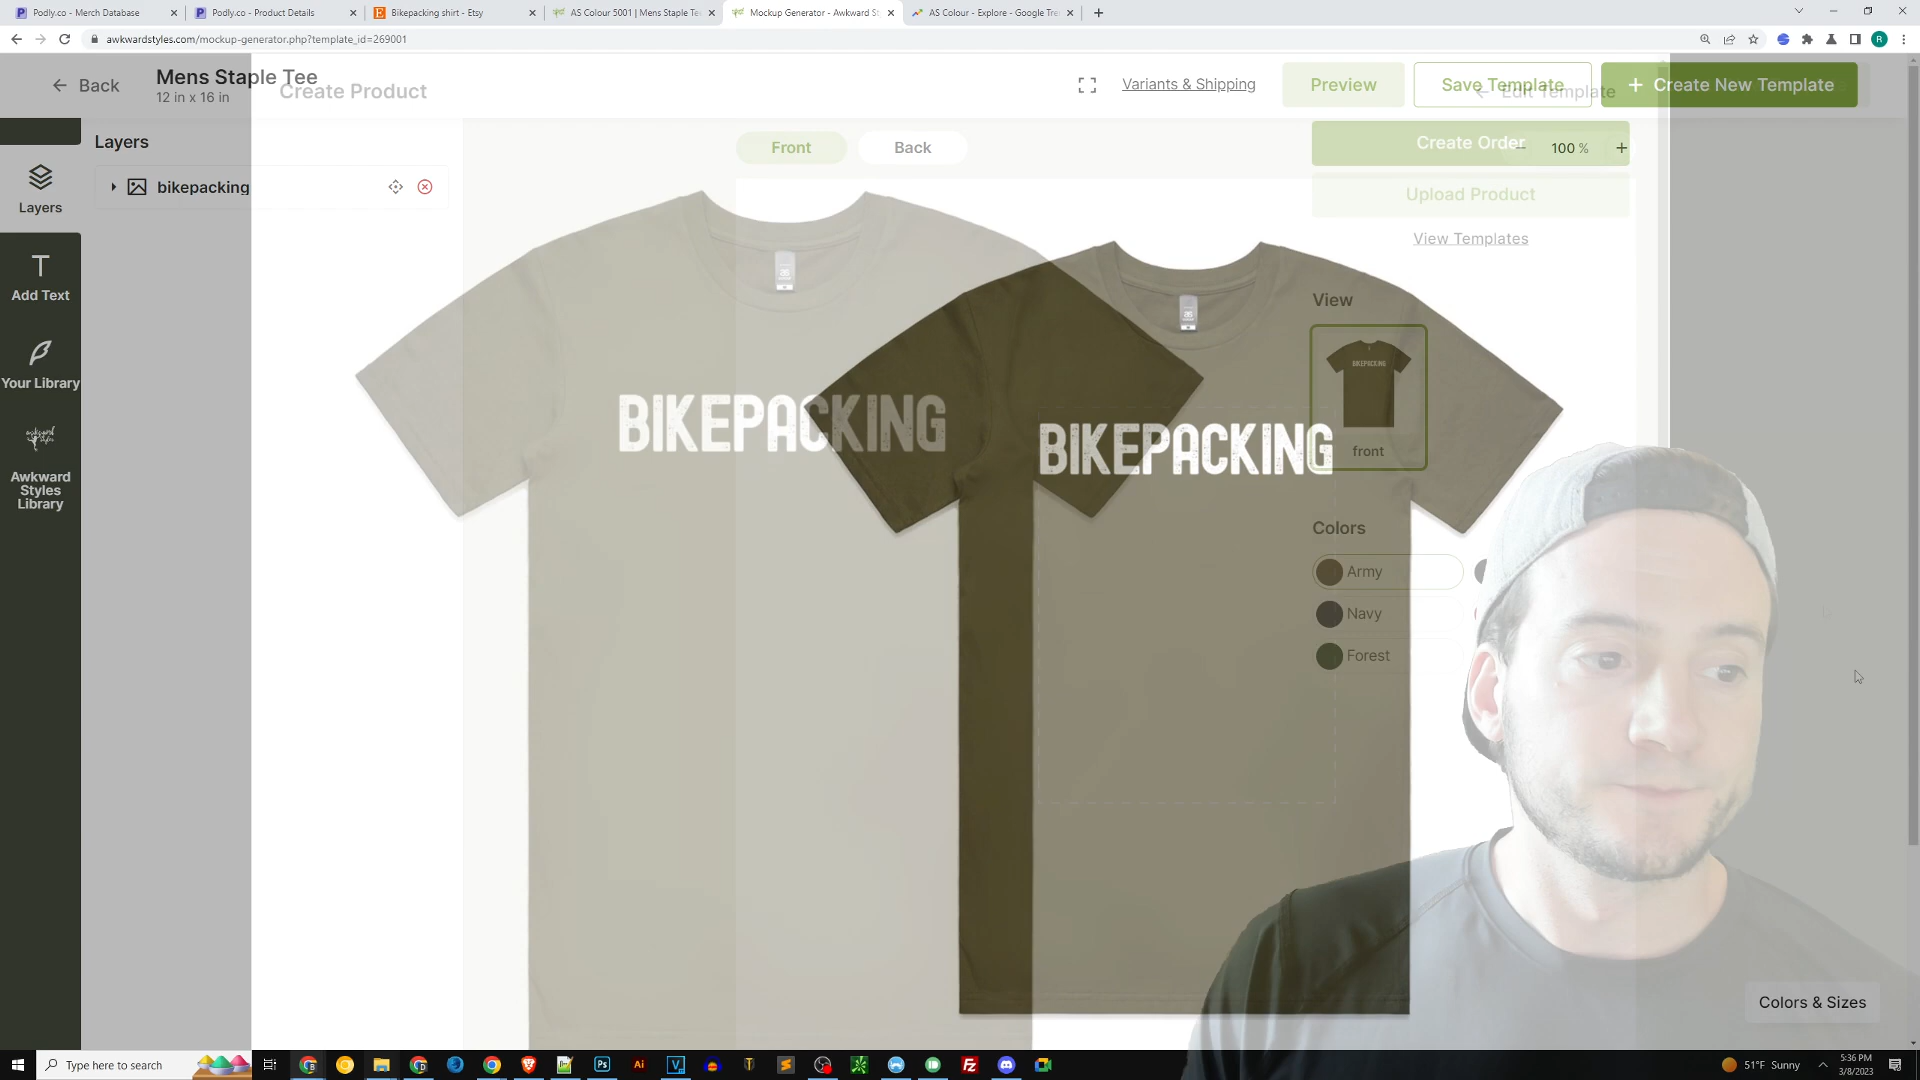 Podly.co - Merch Database
Podly.co - Product Details
Bikepacking shirt - Etsy
AS Colour 5001 | Mens Staple Te
Mockup Generator - Awkward S
AS Colour - Explore - Google Tre
awkwardstyles.com/mockup-generator.php?template_id=269001
Back
Mens Staple Tee
12 in x 16 in
Create Product
Variants & Shipping
Preview
Save Template
Edit Template
+ Create New Template
Layers
Front
Back
Create Order
- 100 % +
bikepacking
Upload Product
Layers
View Templates
Add Text
View
Your Library
BIKEPACKING
BIKEPACKING
BIKEPACKING
front
Awkward
Styles
Library
Colors
Army
Navy
Forest
Colors & Sizes
Type here to search
51°F Sunny
5:36 PM
3/8/2023